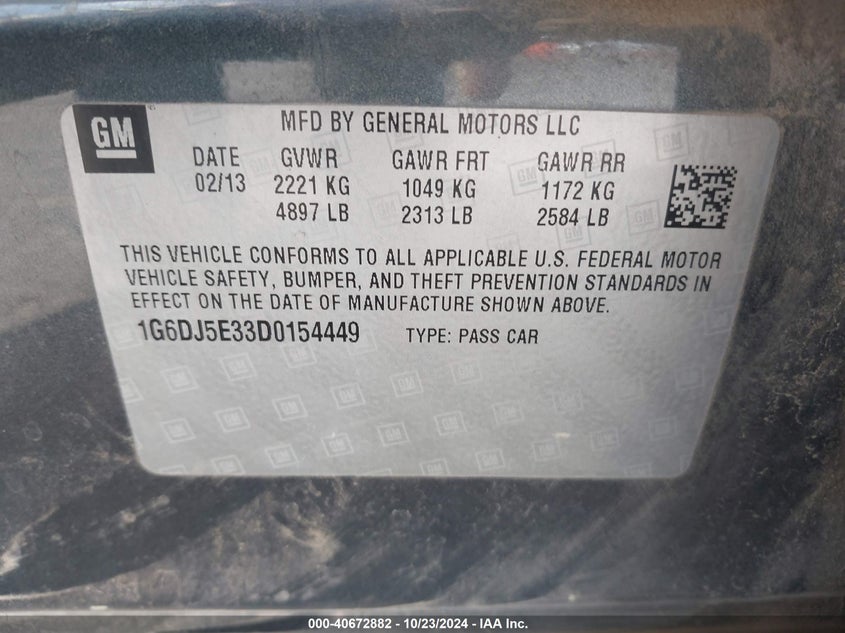 GM
MFD BY GENERAL MOTORS LLC
DATE GVWR GAWR FRT GAWR RR
02/13 2221 KG 1049 KG 1172 KG
4897 LB 2313 LB 2584 LB
THIS VEHICLE CONFORMS TO ALL APPLICABLE U.S. FEDERAL MOTOR
VEHICLE SAFETY, BUMPER, AND THEFT PREVENTION STANDARDS IN
EFFECT ON THE DATE OF MANUFACTURE SHOWN ABOVE.
1G6DJ5E33D0154449 TYPE: PASS CAR
000-40672882 - 10/23/2024 - IAA Inc.